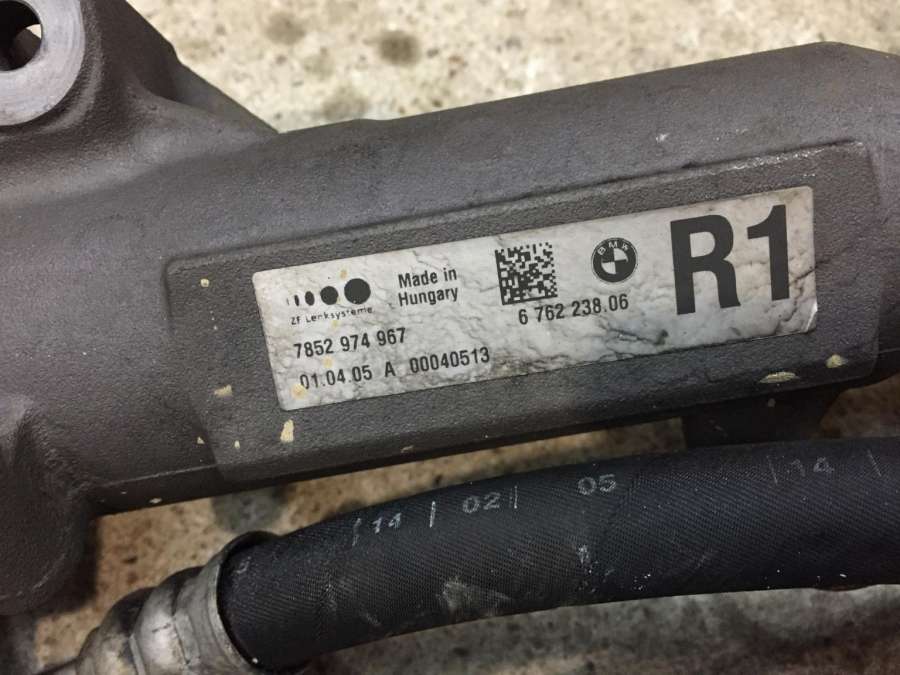 ZF Lenksysteme
Made in
Hungary
BMW
6 762 238.06
R1
7852 974 967
01.04.05 A 00040513
14 | 02 | 05 | 14 |